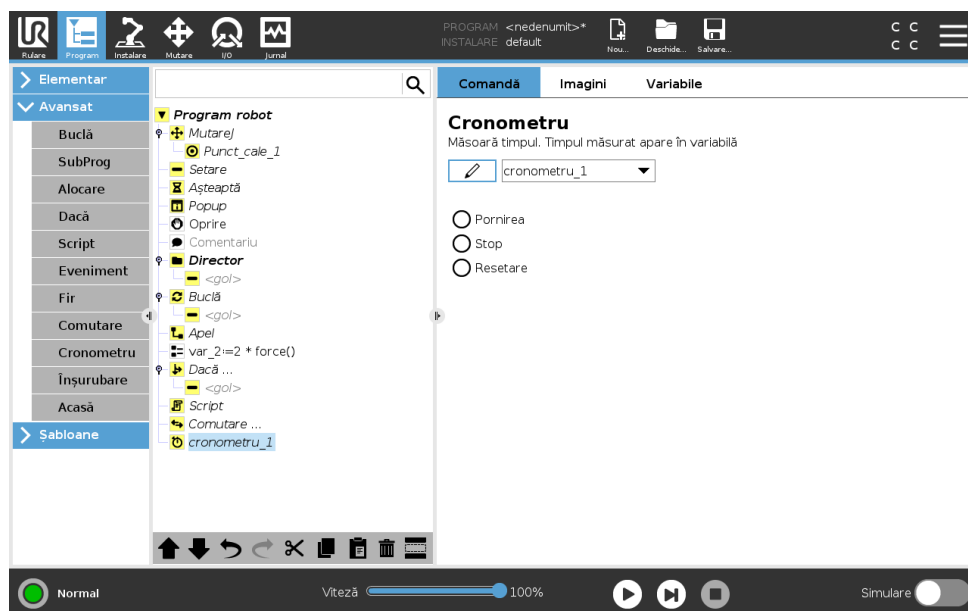 PROGRAM <nedenumit>*
INSTALARE default
Rulare Program Instalare Mutare I/O Jurnal Nou... Deschide... Salvare...
C C
C C
Elementar
Avansat
Buclă
SubProg
Alocare
Dacă
Script
Eveniment
Fir
Comutare
Cronometru
Înșurubare
Acasă
Șabloane
Program robot
MutareJ
Punct_cale_1
Setare
Așteaptă
Popup
Oprire
Comentariu
Director
<gol>
Buclă
<gol>
Apel
var_2:=2 * force()
Dacă ...
<gol>
Script
Comutare ...
cronometru_1
Comandă Imagini Variabile
Cronometru
Măsoară timpul. Timpul măsurat apare în variabilă
cronometru_1
Pornirea
Stop
Resetare
Normal Viteză 100% Simulare